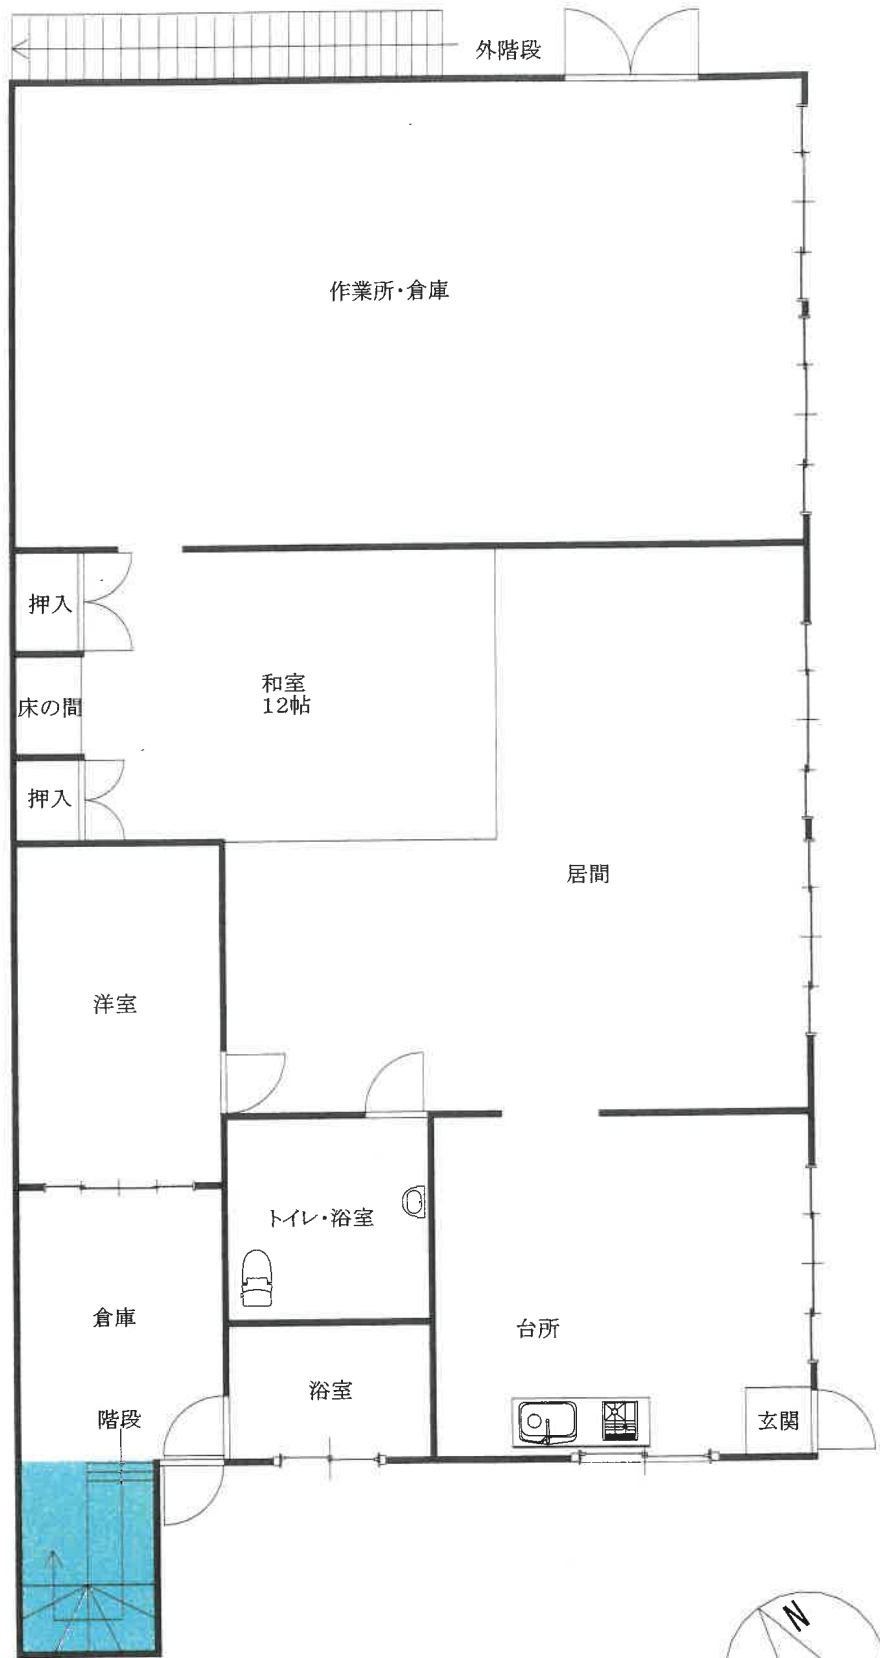 外階段
作業所・倉庫
押入
和室
12帖
床の間
押入
居間
洋室
トイレ・浴室
倉庫
台所
浴室
階段
玄関
N